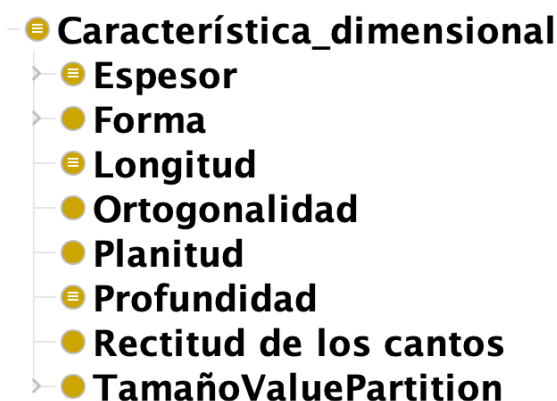 Característica_dimensional
Espesor
Forma
Longitud
Ortogonalidad
Planitud
Profundidad
Rectitud de los cantos
TamañoValuePartition